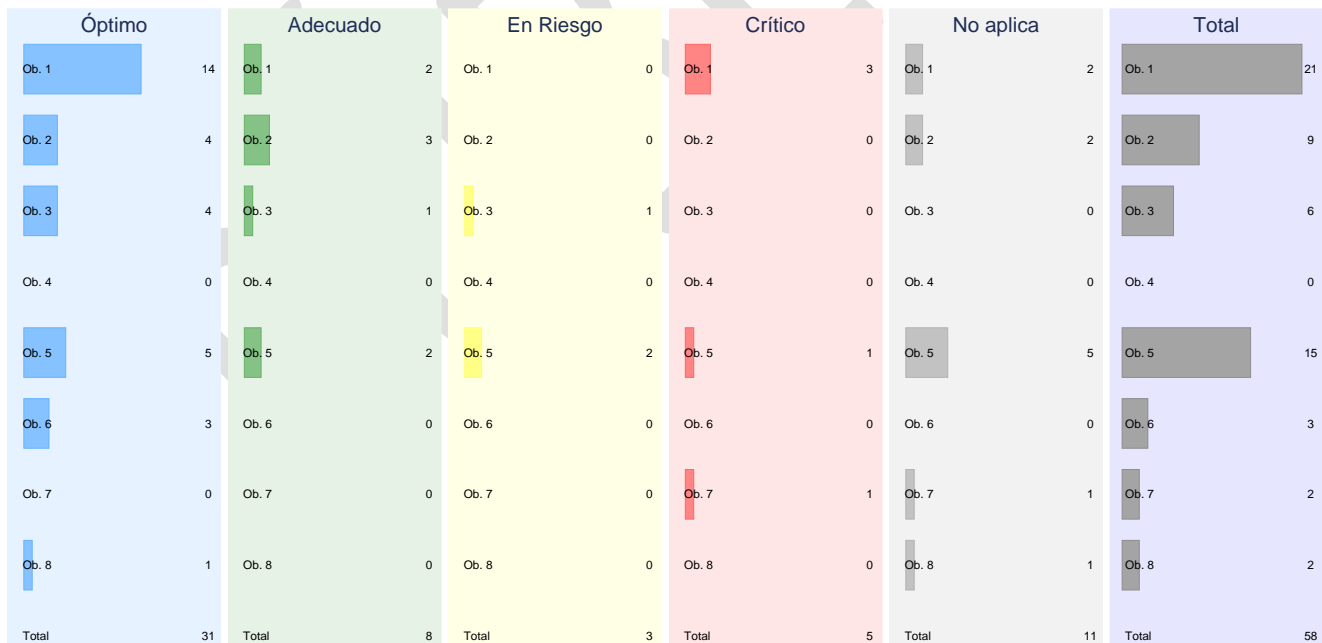 Óptimo Adecuado En Riesgo Crítico No aplica Total
Ob. 1 14 Ob. 1 2 Ob. 1 0 Ob. 1 3 Ob. 1 2 Ob. 1 21
Ob. 2 4 Ob. 2 3 Ob. 2 0 Ob. 2 0 Ob. 2 2 Ob. 2 9
Ob. 3 4 Ob. 3 1 Ob. 3 1 Ob. 3 0 Ob. 3 0 Ob. 3 6
Ob. 4 0 Ob. 4 0 Ob. 4 0 Ob. 4 0 Ob. 4 0 Ob. 4 0
Ob. 5 5 Ob. 5 2 Ob. 5 2 Ob. 5 1 Ob. 5 5 Ob. 5 15
Ob. 6 3 Ob. 6 0 Ob. 6 0 Ob. 6 0 Ob. 6 0 Ob. 6 3
Ob. 7 0 Ob. 7 0 Ob. 7 0 Ob. 7 1 Ob. 7 1 Ob. 7 2
Ob. 8 1 Ob. 8 0 Ob. 8 0 Ob. 8 0 Ob. 8 1 Ob. 8 2
Total 31 Total 8 Total 3 Total 5 Total 11 Total 58